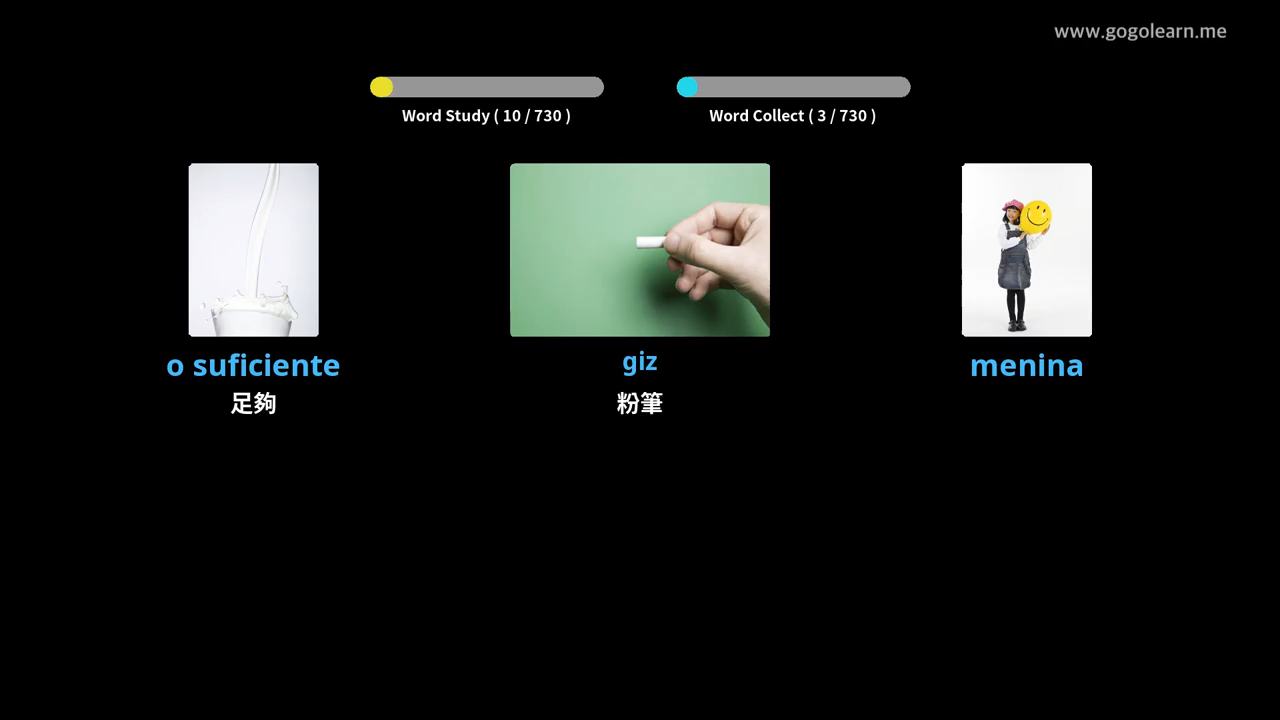 www.gogolearn.me
Word Study ( 10 / 730 )
Word Collect ( 3 / 730 )
o suficiente
足夠
giz
粉筆
menina